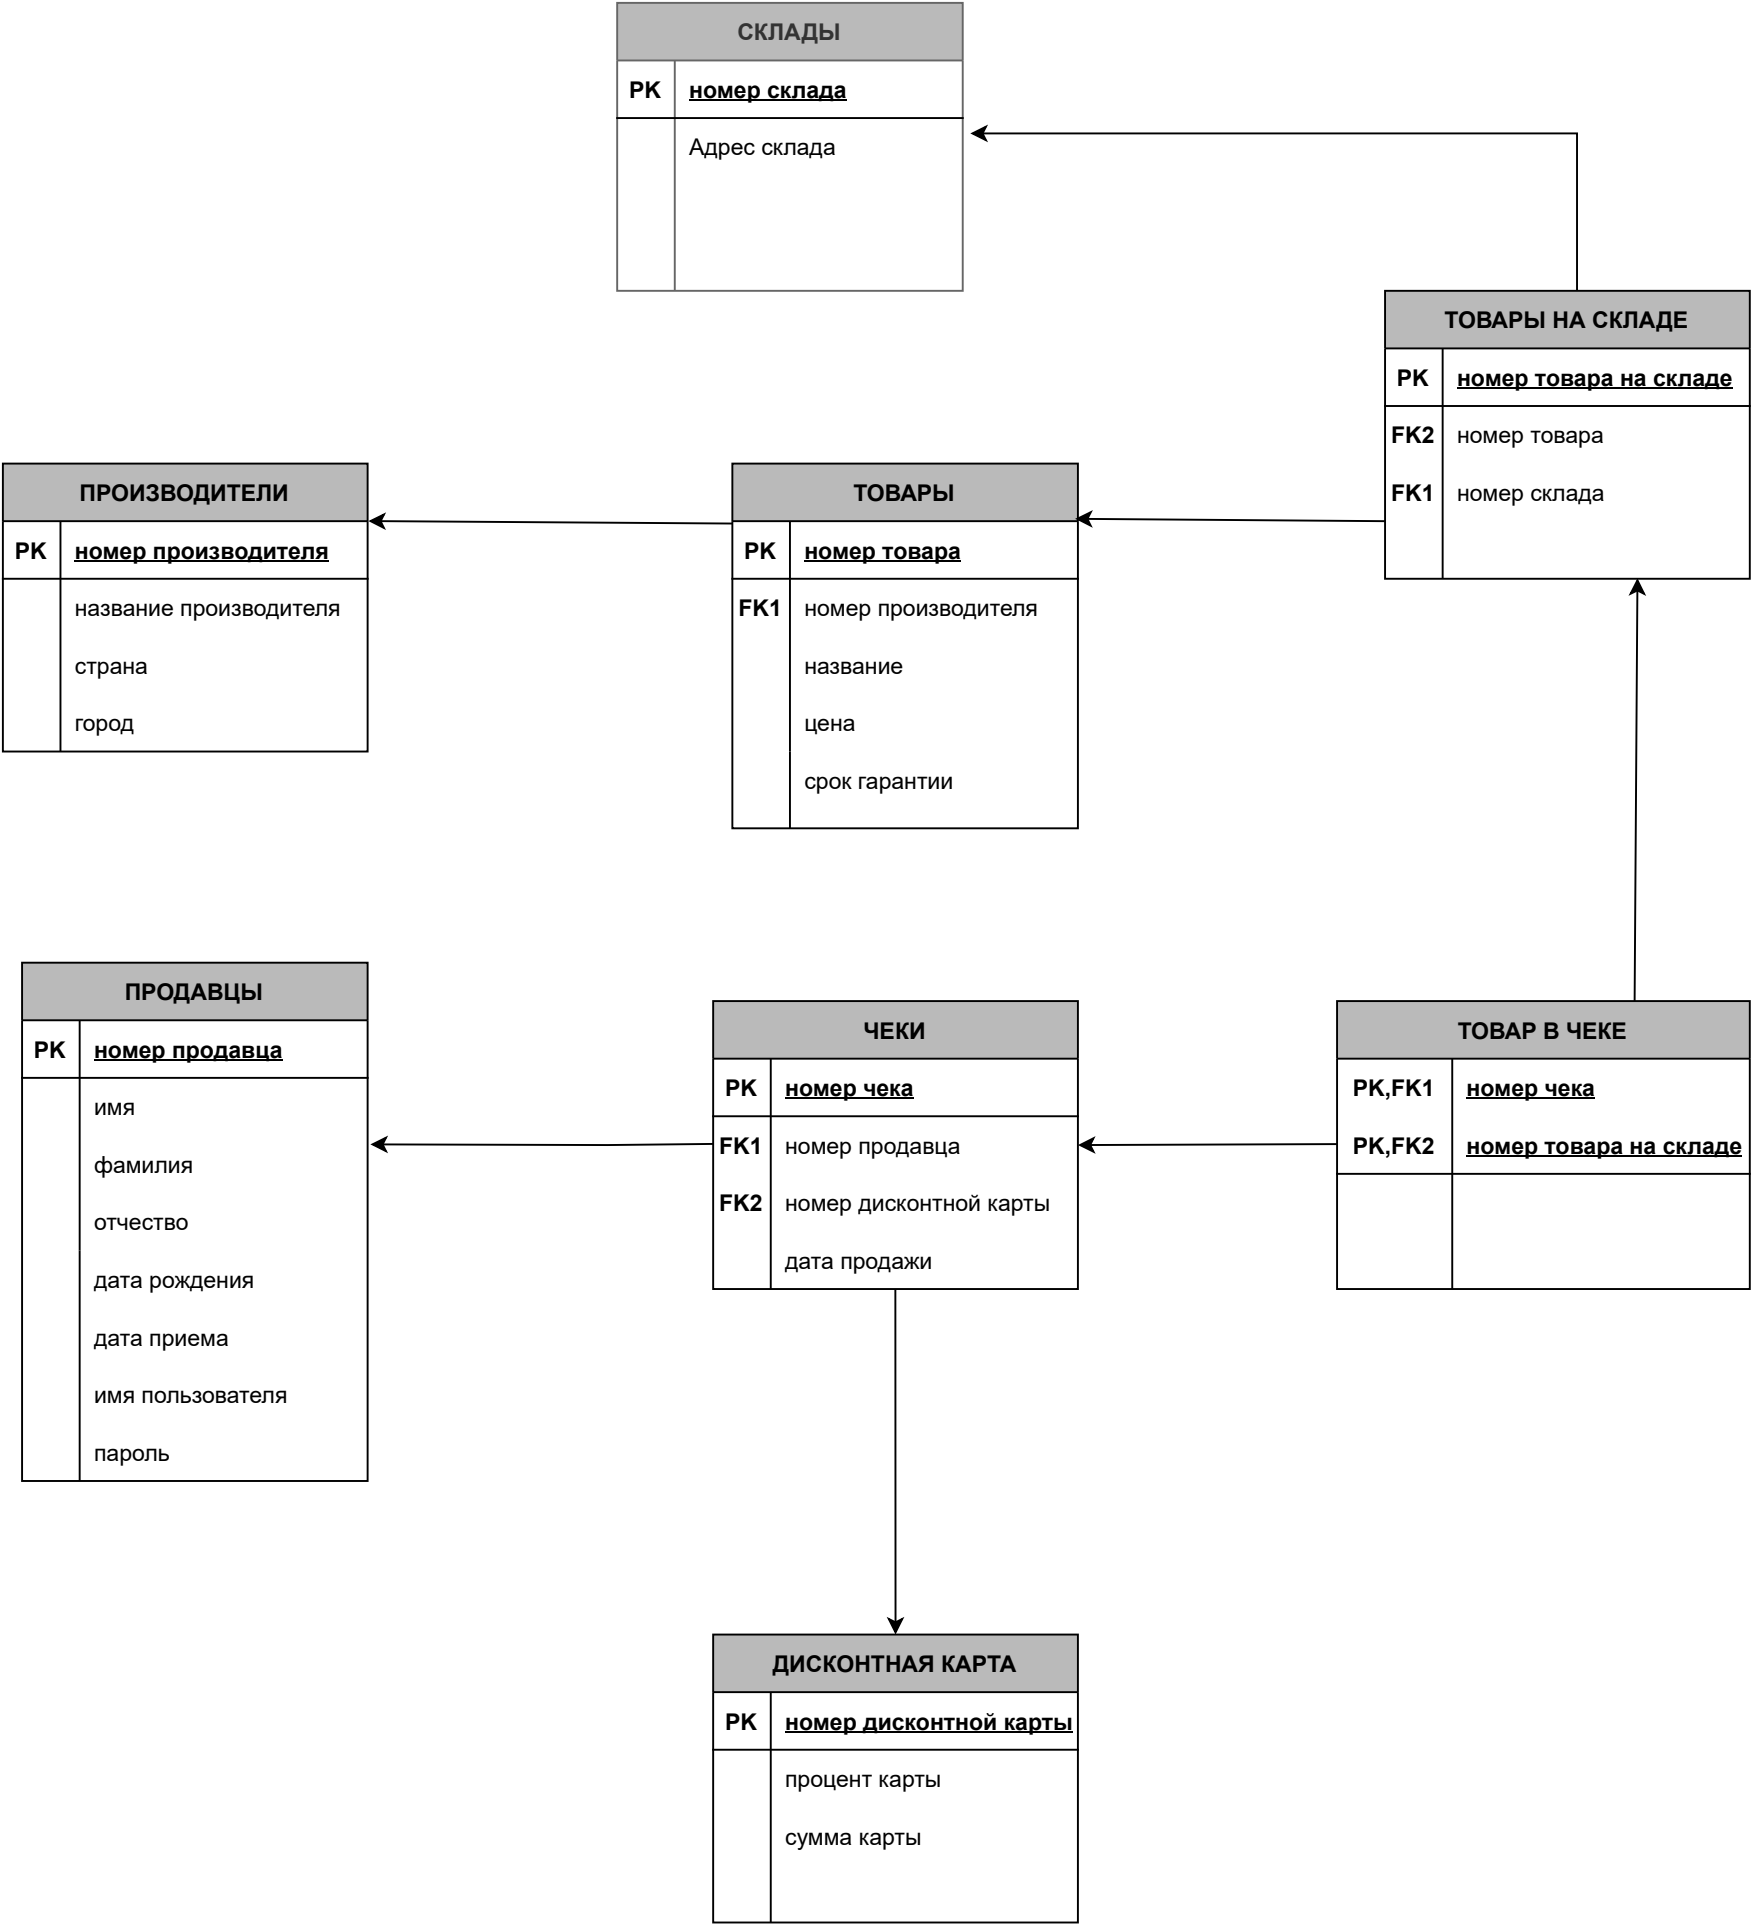 СКЛАДЫ
PK номер склада
Адрес склада
ТОВАРЫ НА СКЛАДЕ
PK номер товара на складе
FK2 номер товара
FK1 номер склада
ПРОИЗВОДИТЕЛИ
PK номер производителя
название производителя
страна
город
ТОВАРЫ
PK номер товара
FK1 номер производителя
название
цена
срок гарантии
ПРОДАВЦЫ
PK номер продавца
имя
фамилия
отчество
дата рождения
дата приема
имя пользователя
пароль
ЧЕКИ
PK номер чека
FK1 номер продавца
FK2 номер дисконтной карты
дата продажи
ТОВАР В ЧЕКЕ
PK,FK1 номер чека
PK,FK2 номер товара на складе
ДИСКОНТНАЯ КАРТА
PK номер дисконтной карты
процент карты
сумма карты